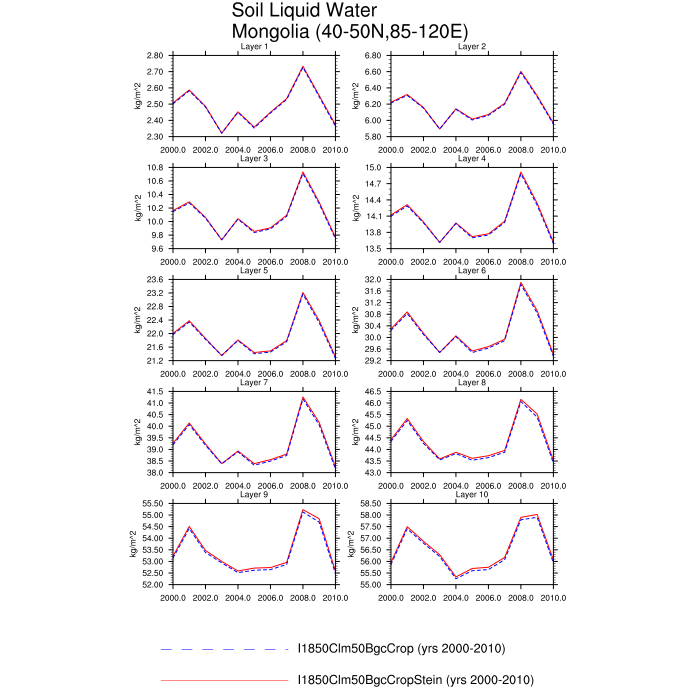 Soil Liquid Water
Mongolia (40-50N,85-120E)
Layer 1
Layer 2
2.80
2.70
2.60
2.50
2.40
2.30
kg/m^2
2000.0 2002.0 2004.0 2006.0 2008.0 2010.0
6.80
6.60
6.40
6.20
6.00
5.80
kg/m^2
2000.0 2002.0 2004.0 2006.0 2008.0 2010.0
Layer 3
Layer 4
10.8
10.6
10.4
10.2
10.0
9.8
9.6
kg/m^2
2000.0 2002.0 2004.0 2006.0 2008.0 2010.0
15.0
14.7
14.4
14.1
13.8
13.5
kg/m^2
2000.0 2002.0 2004.0 2006.0 2008.0 2010.0
Layer 5
Layer 6
23.6
23.2
22.8
22.4
22.0
21.6
21.2
kg/m^2
2000.0 2002.0 2004.0 2006.0 2008.0 2010.0
32.0
31.6
31.2
30.8
30.4
30.0
29.6
29.2
kg/m^2
2000.0 2002.0 2004.0 2006.0 2008.0 2010.0
Layer 7
Layer 8
41.5
41.0
40.5
40.0
39.5
39.0
38.5
38.0
kg/m^2
2000.0 2002.0 2004.0 2006.0 2008.0 2010.0
46.5
46.0
45.5
45.0
44.5
44.0
43.5
43.0
kg/m^2
2000.0 2002.0 2004.0 2006.0 2008.0 2010.0
Layer 9
Layer 10
55.50
55.00
54.50
54.00
53.50
53.00
52.50
52.00
kg/m^2
2000.0 2002.0 2004.0 2006.0 2008.0 2010.0
58.50
58.00
57.50
57.00
56.50
56.00
55.50
55.00
kg/m^2
2000.0 2002.0 2004.0 2006.0 2008.0 2010.0
I1850Clm50BgcCrop (yrs 2000-2010)
I1850Clm50BgcCropStein (yrs 2000-2010)